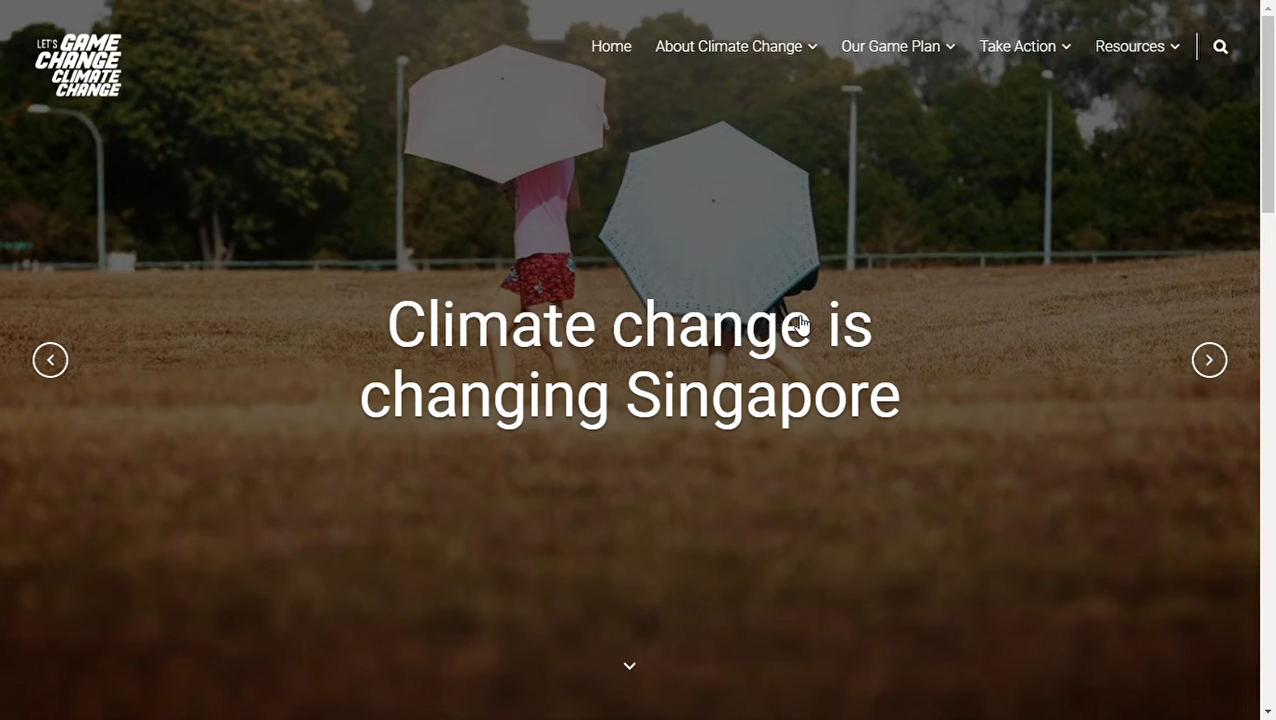 LET'S GAME
CHANGE
CLIMATE
CHANGE
Home
About Climate Change
Our Game Plan
Take Action
Resources
Climate change is
changing Singapore